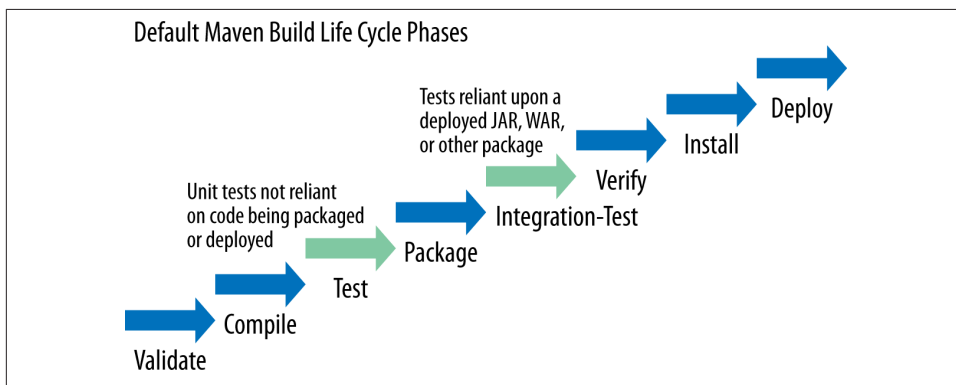 Default Maven Build Life Cycle Phases
Tests reliant upon a
deployed JAR, WAR,
or other package
Deploy
Install
Verify
Unit tests not reliant
on code being packaged
or deployed
Integration-Test
Package
Test
Compile
Validate